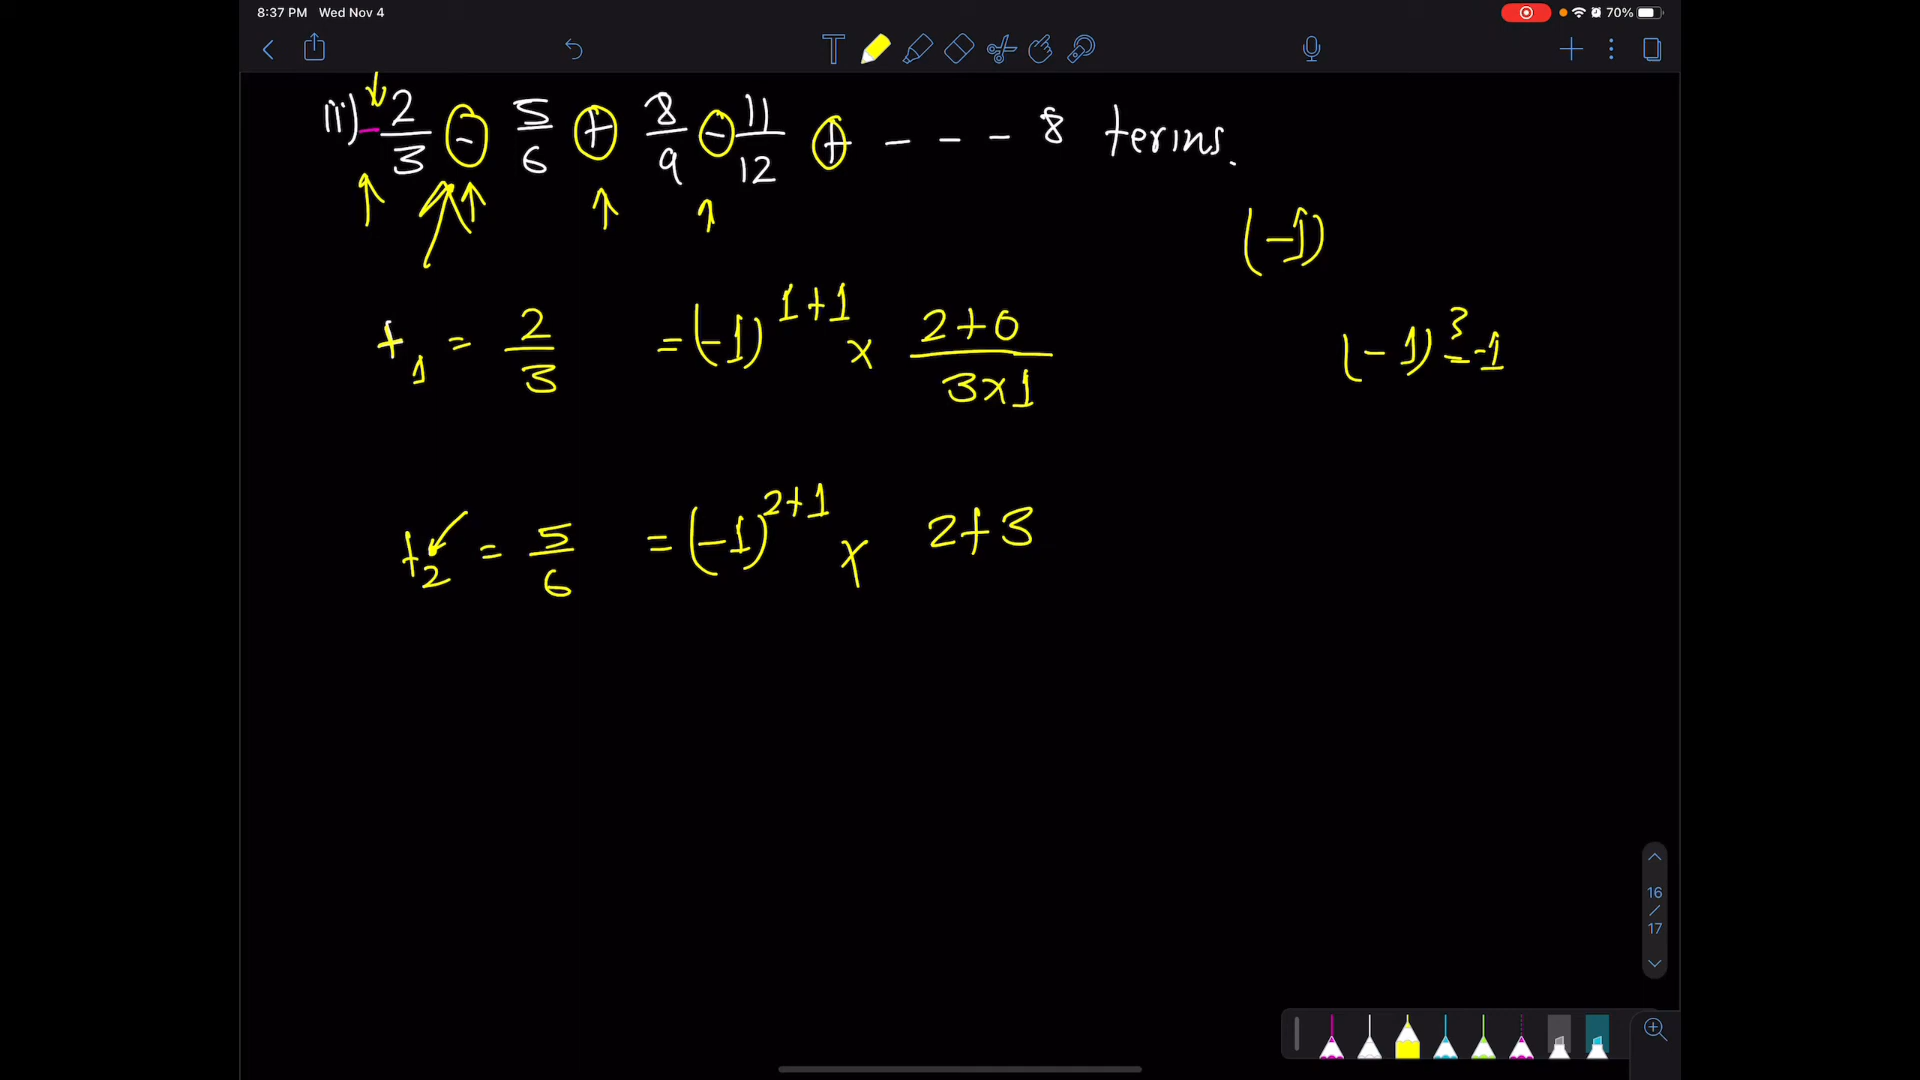 8:37 PM Wed Nov 4
70%
T
ii) - 2/3 - 5/6 + 8/9 - 11/12 + - - - 8 terms.
(-1)
t₁ = 2/3 = (-1)^(1+1) x (2+0)/(3x1)
(-1)³ = -1
t₂ = 5/6 = (-1)^(2+1) x 2+3
16
/
17